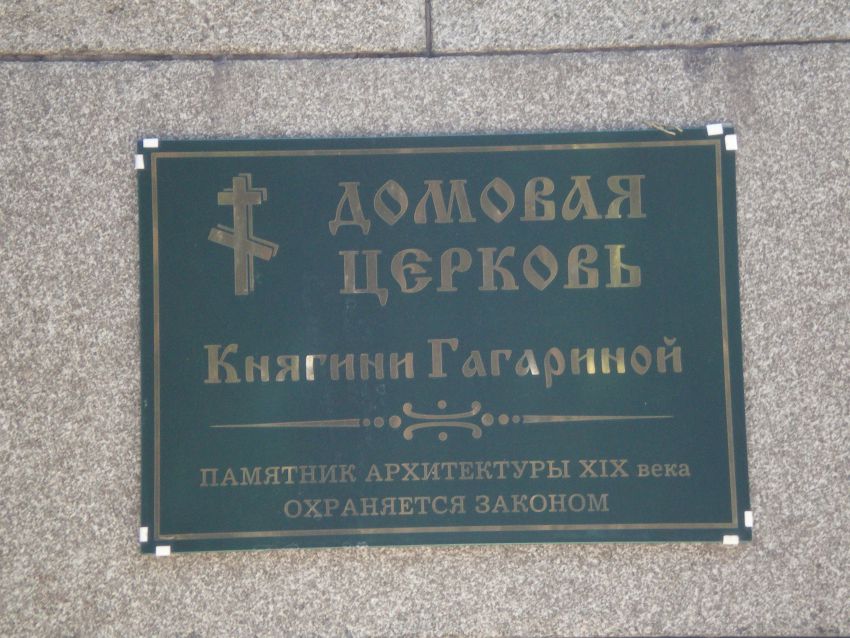 ДОМОВАЯ
ЦЕРКОВЬ
Княгини Гагариной
ПАМЯТНИК АРХИТЕКТУРЫ XIX века
ОХРАНЯЕТСЯ ЗАКОНОМ